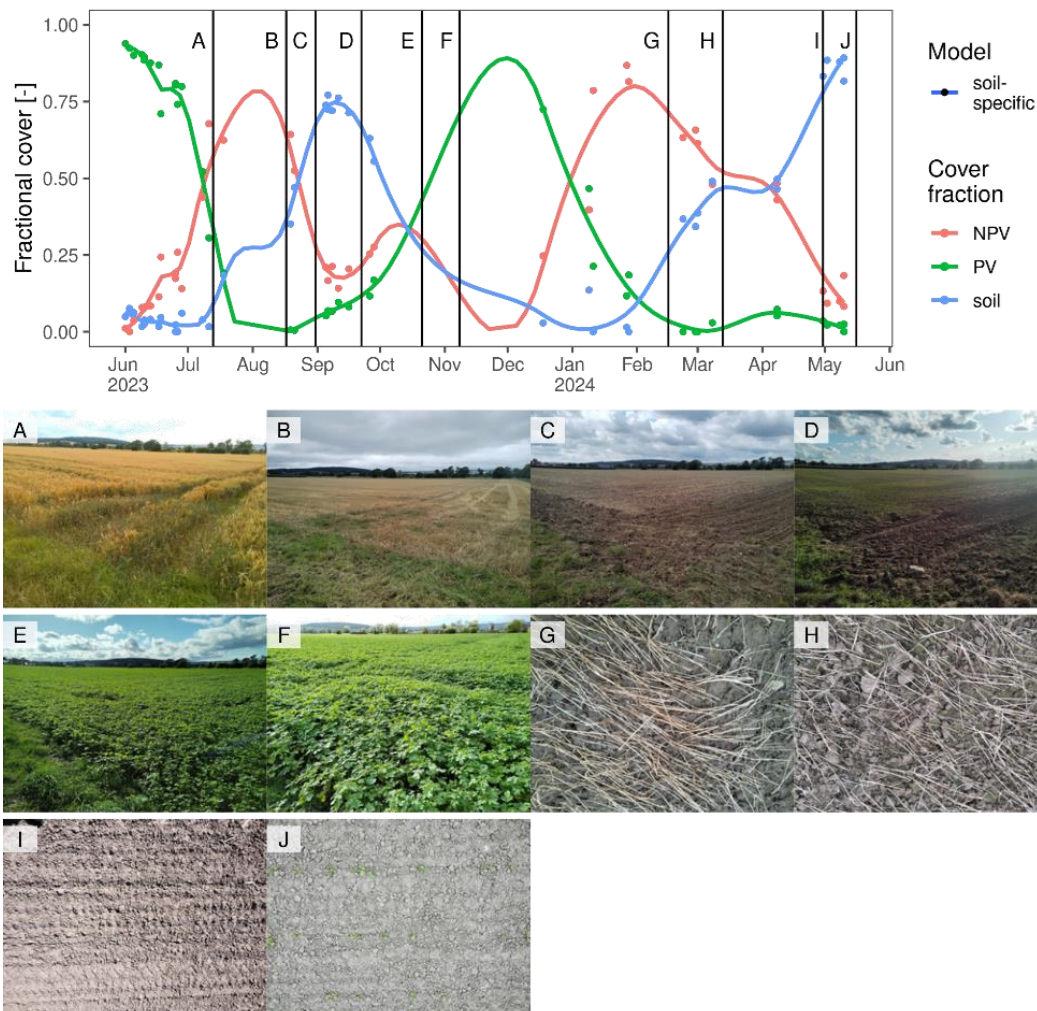 1.00
0.75
0.50
0.25
0.00
Fractional cover [-]
A B C D E F G H I J
Jun Jul Aug Sep Oct Nov Dec Jan Feb Mar Apr May Jun
2023 2024
Model
soil-
specific
Cover
fraction
NPV
PV
soil
A B C D
E F G H
I J